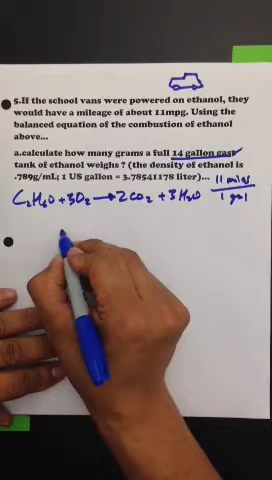 5.If the school vans were powered on ethanol, they
would have a mileage of about 11mpg. Using the
balanced equation of the combustion of ethanol
above...
a.calculate how many grams a full 14 gallon gas
tank of ethanol weighs ? (the density of ethanol is
.789g/mL; 1 US gallon = 3.78541178 liter)...
C₂H₆O + 3O₂ → 2CO₂ + 3H₂O
11 miles
1 gal